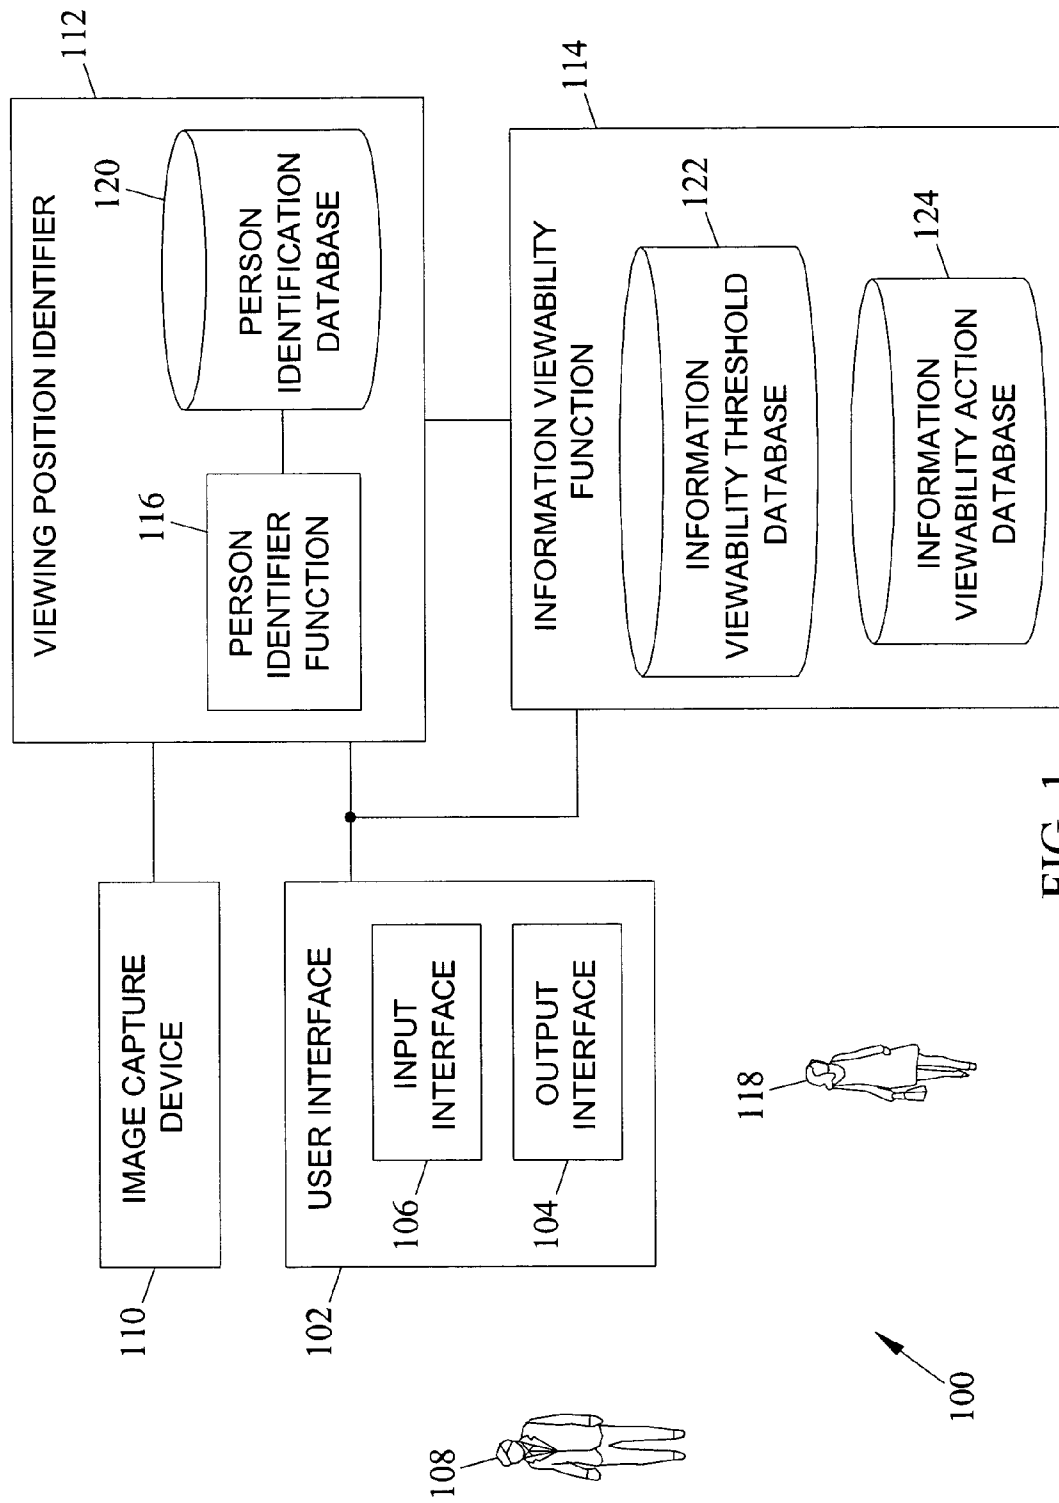 110
IMAGE CAPTURE
DEVICE
108
102
USER INTERFACE
106
INPUT
INTERFACE
104
OUTPUT
INTERFACE
118
100
112
VIEWING POSITION IDENTIFIER
116
PERSON
IDENTIFIER
FUNCTION
120
PERSON
IDENTIFICATION
DATABASE
114
INFORMATION VIEWABILITY
FUNCTION
122
INFORMATION
VIEWABILITY THRESHOLD
DATABASE
124
INFORMATION
VIEWABILITY ACTION
DATABASE
FIG. 1